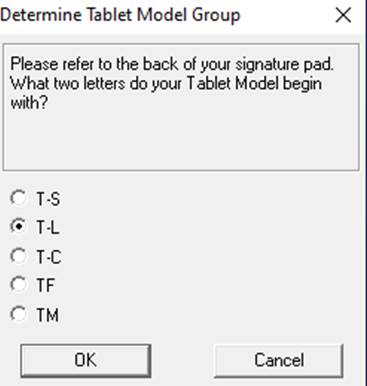 Determine Tablet Model Group
Please refer to the back of your signature pad.
What two letters do your Tablet Model begin
with?
T-S
T-L
T-C
TF
TM
OK Cancel